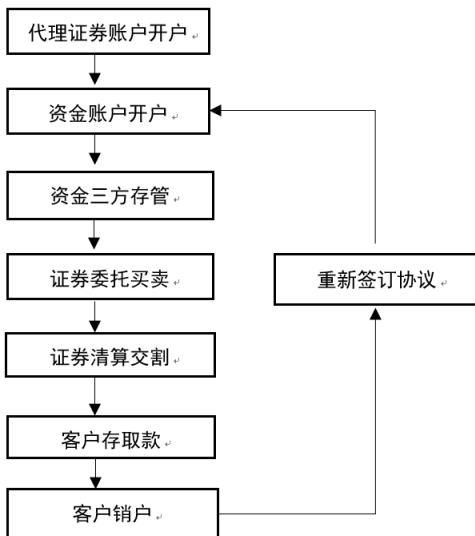 代理证券账户开户
资金账户开户
资金三方存管
证券委托买卖
重新签订协议
证券清算交割
客户存取款
客户销户